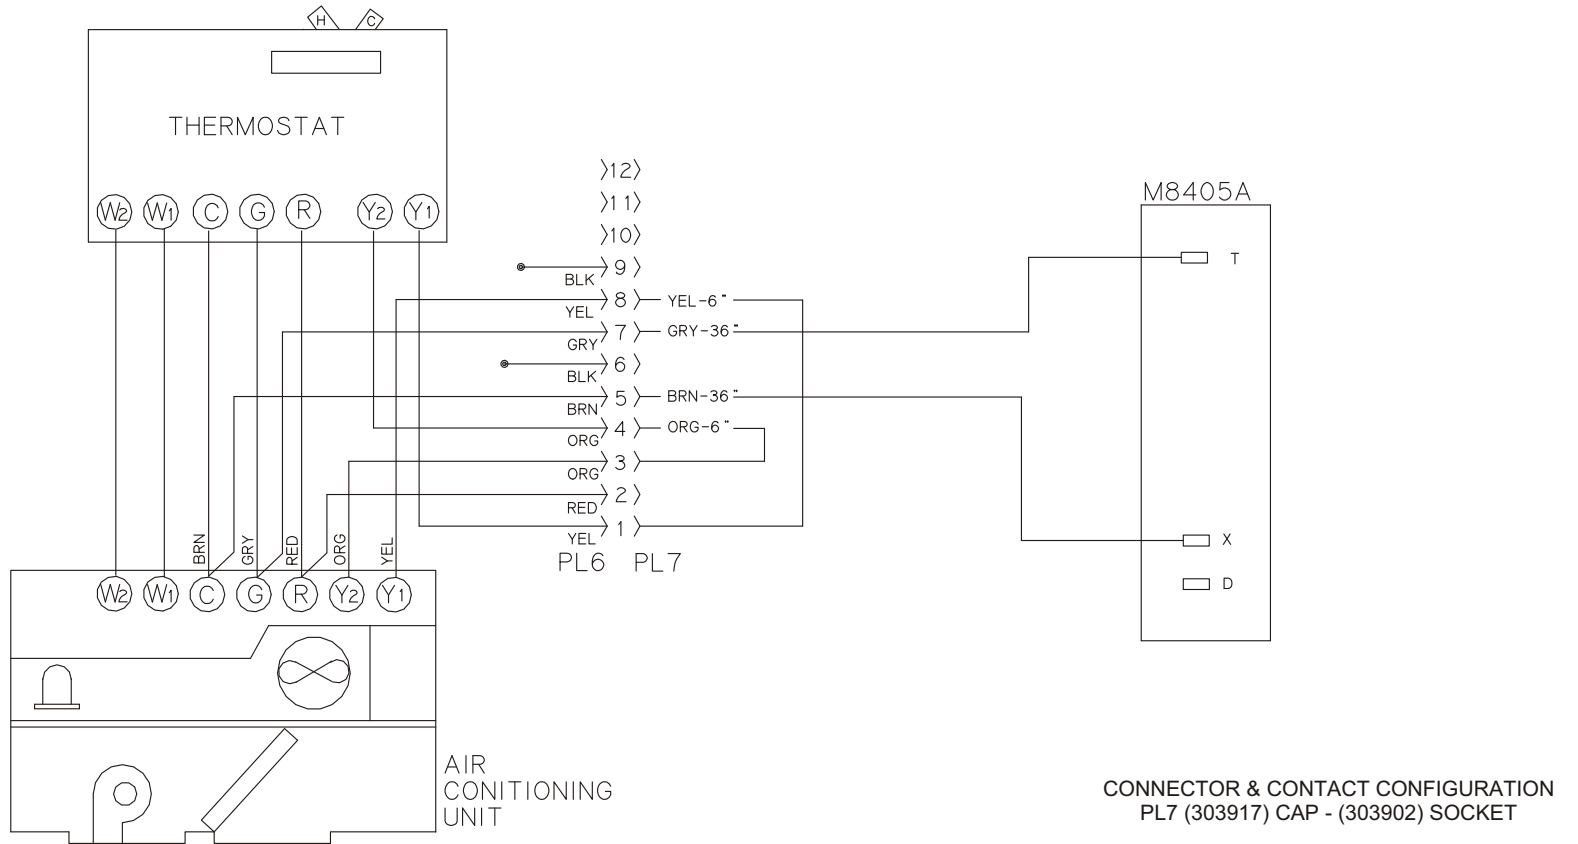 H C
THERMOSTAT
W2 W1 C G R Y2 Y1
12
11
10
9
BLK
8 YEL-6"
YEL
7 GRY-36"
GRY
6
BLK
5 BRN-36"
BRN
4 ORG-6"
ORG
3
ORG
2
RED
1
YEL
PL6 PL7
M8405A
T
X
D
BRN GRY RED ORG YEL
W2 W1 C G R Y2 Y1
AIR
CONITIONING
UNIT
CONNECTOR & CONTACT CONFIGURATION
PL7 (303917) CAP - (303902) SOCKET